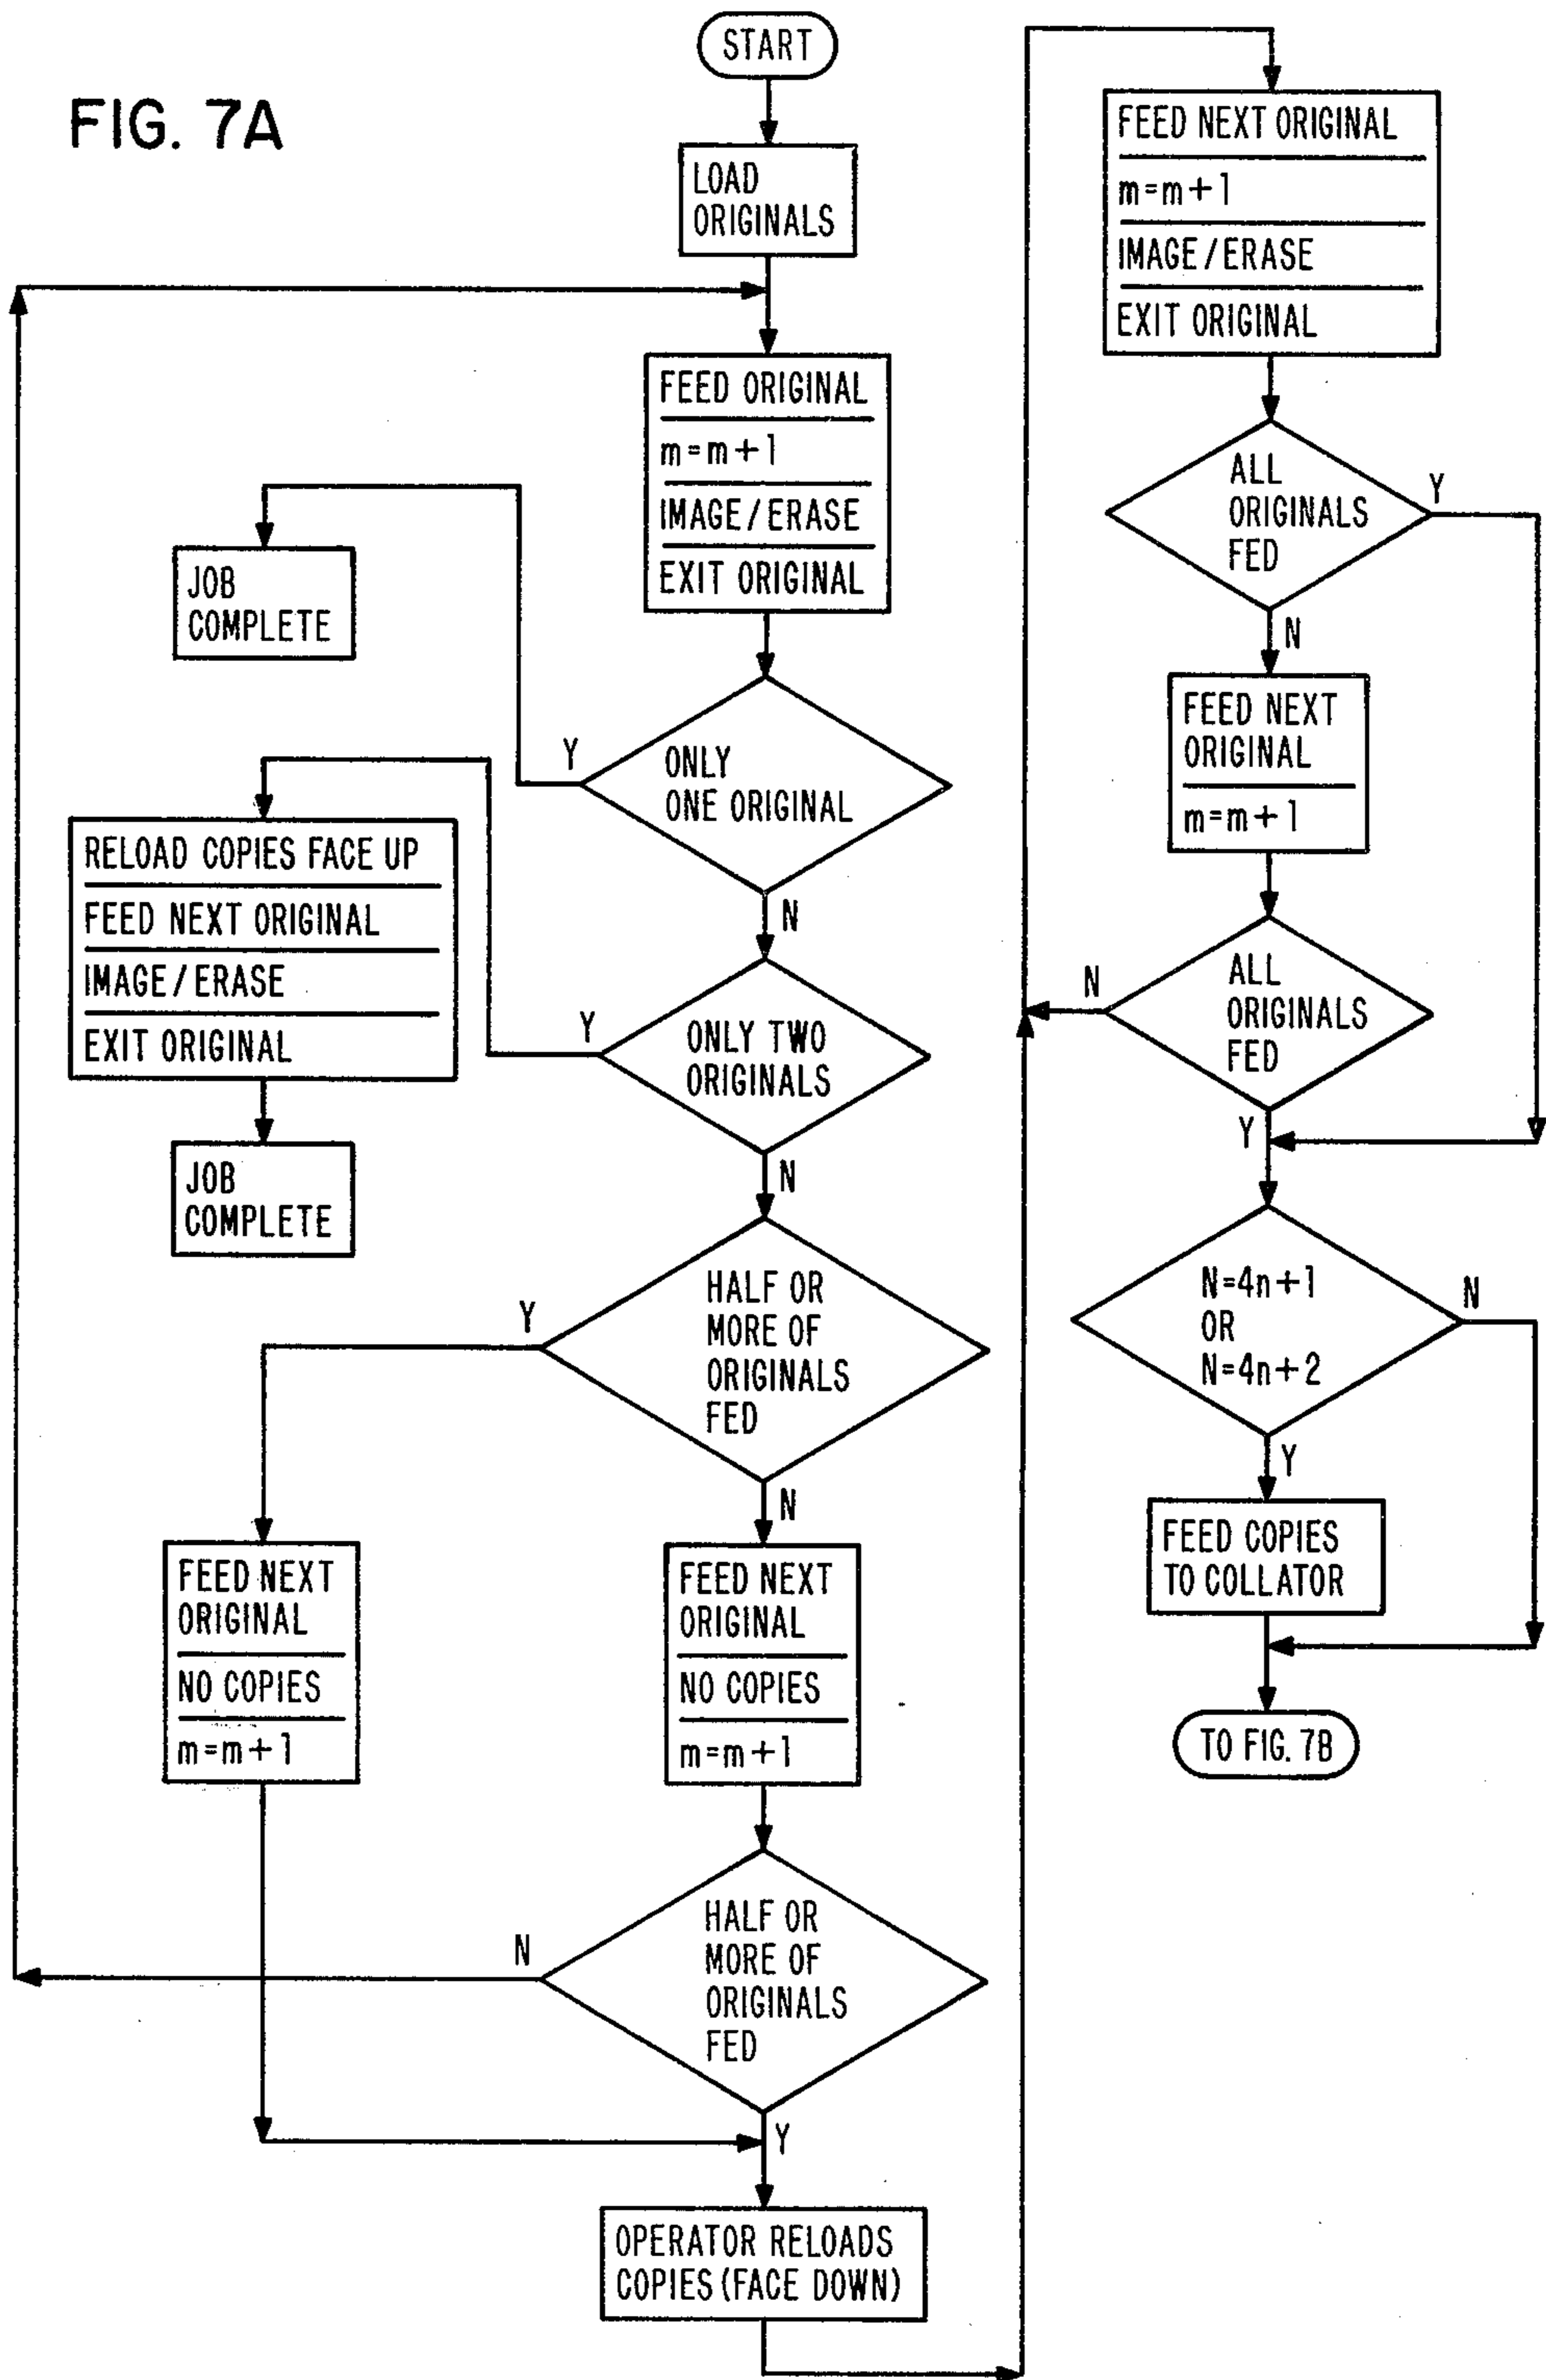 FIG. 7A
START
LOAD
ORIGINALS
FEED ORIGINAL
m=m+1
IMAGE/ERASE
EXIT ORIGINAL
Y
ONLY
ONE ORIGINAL
N
JOB
COMPLETE
Y
ONLY TWO
ORIGINALS
N
RELOAD COPIES FACE UP
FEED NEXT ORIGINAL
IMAGE/ERASE
EXIT ORIGINAL
JOB
COMPLETE
Y
HALF OR
MORE OF
ORIGINALS
FED
N
FEED NEXT
ORIGINAL
NO COPIES
m=m+1
FEED NEXT
ORIGINAL
NO COPIES
m=m+1
N
HALF OR
MORE OF
ORIGINALS
FED
Y
OPERATOR RELOADS
COPIES (FACE DOWN)
FEED NEXT ORIGINAL
m=m+1
IMAGE/ERASE
EXIT ORIGINAL
ALL
ORIGINALS
FED
Y
N
FEED NEXT
ORIGINAL
m=m+1
N
ALL
ORIGINALS
FED
Y
N=4n+1
OR
N=4n+2
N
Y
FEED COPIES
TO COLLATOR
TO FIG. 7B